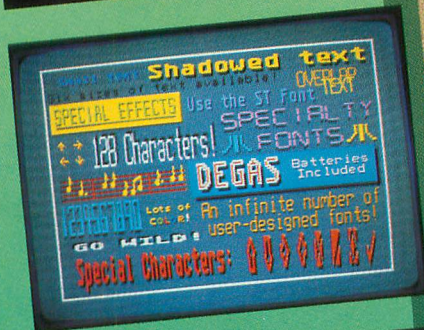 Shadowed text
sizes of text available!
OVERLAP
TEXT
SPECIAL EFFECTS
Use the ST Font
SPECIALTY
FONTS
128 Characters!
DEGAS
Batteries
Included
1234567890
Lots of
COLOR!
An infinite number of
user-designed fonts!
GO WILD!
Special Characters: